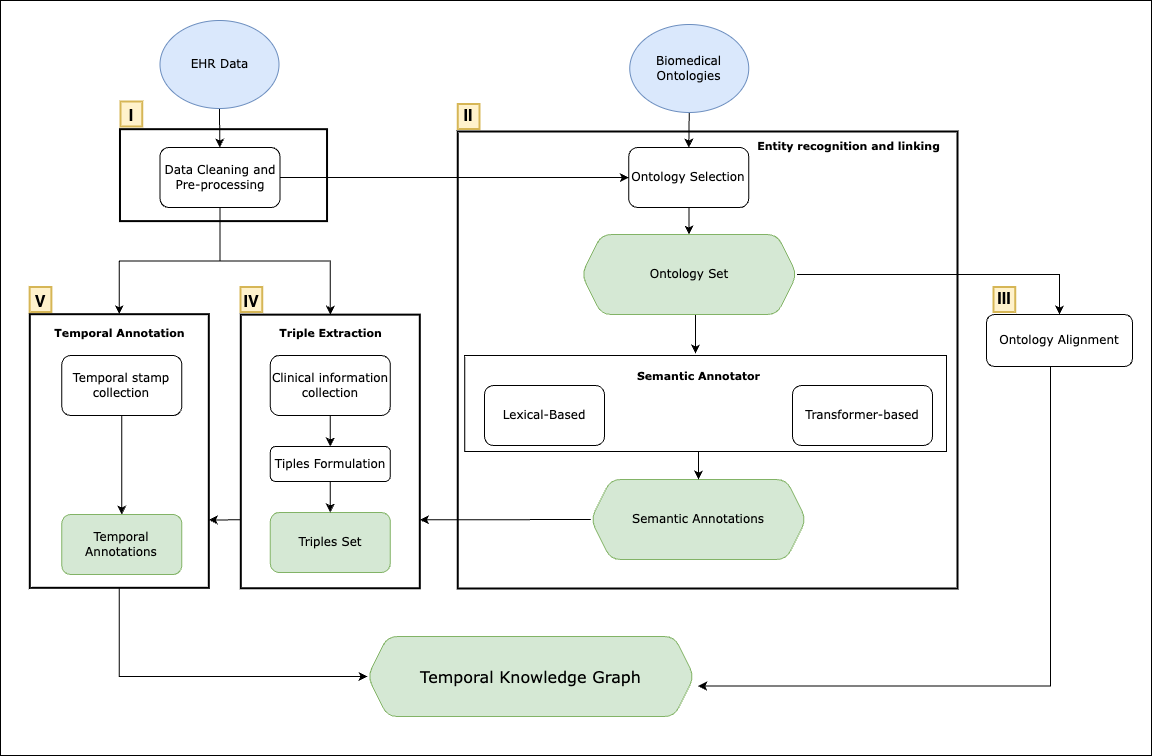 EHR Data
Biomedical
Ontologies
I
II
Entity recognition and linking
Data Cleaning and
Pre-processing
Ontology Selection
Ontology Set
V
IV
III
Temporal Annotation
Triple Extraction
Ontology Alignment
Temporal stamp
collection
Clinical information
collection
Semantic Annotator
Lexical-Based
Transformer-based
Tiples Formulation
Semantic Annotations
Temporal
Annotations
Triples Set
Temporal Knowledge Graph